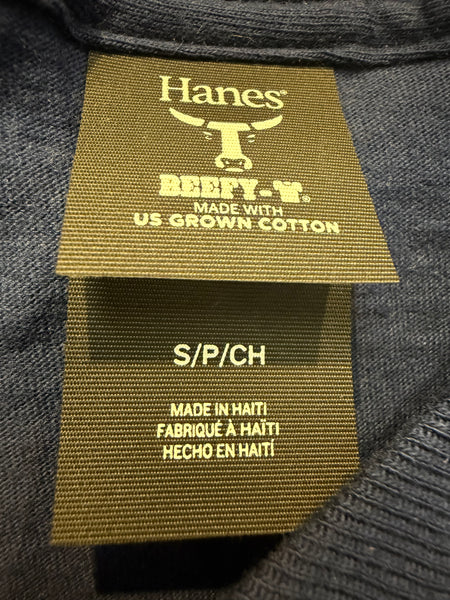 Hanes®
BEEFY-T®
MADE WITH
US GROWN COTTON
S/P/CH
MADE IN HAITI
FABRIQUÉ À HAÏTI
HECHO EN HAITÍ